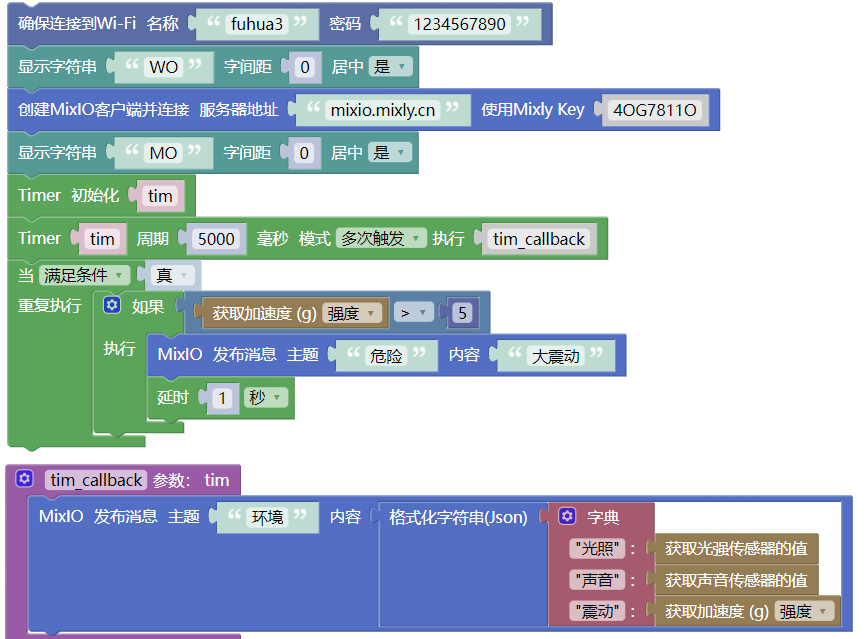 确保连接到Wi-Fi 名称 “ fuhua3 ” 密码 “ 1234567890 ”
显示字符串 “ WO ” 字间距 0 居中 是
创建MixIO客户端并连接 服务器地址 “ mixio.mixly.cn ” 使用Mixly Key 4OG7811O
显示字符串 “ MO ” 字间距 0 居中 是
Timer 初始化 tim
Timer tim 周期 5000 毫秒 模式 多次触发 执行 tim_callback
当 满足条件 真
重复执行 如果 获取加速度 (g) 强度 > 5
执行 MixIO 发布消息 主题 “ 危险 ” 内容 “ 大震动 ”
延时 1 秒
tim_callback 参数: tim
MixIO 发布消息 主题 “ 环境 ” 内容 格式化字符串(Json) 字典
"光照" : 获取光强传感器的值
"声音" : 获取声音传感器的值
"震动" : 获取加速度 (g) 强度